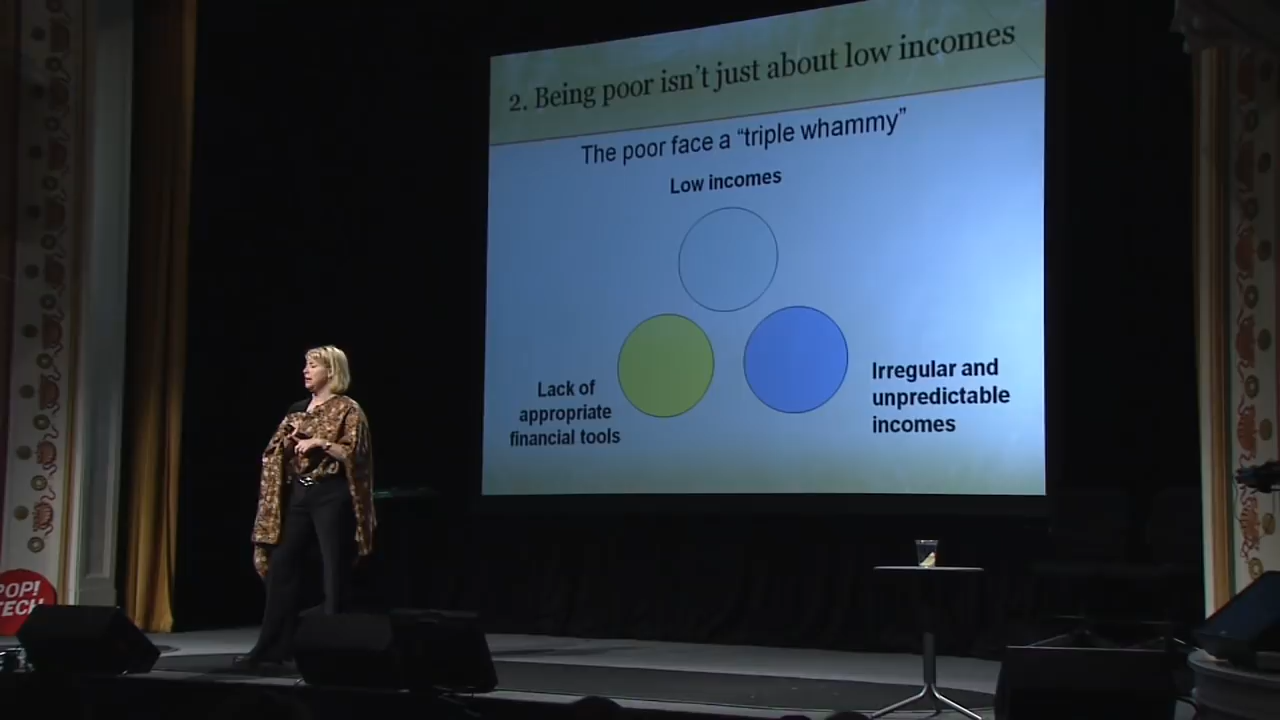 2. Being poor isn't just about low incomes
The poor face a "triple whammy"
Low incomes
Lack of
appropriate
financial tools
Irregular and
unpredictable
incomes
POP!
TECH